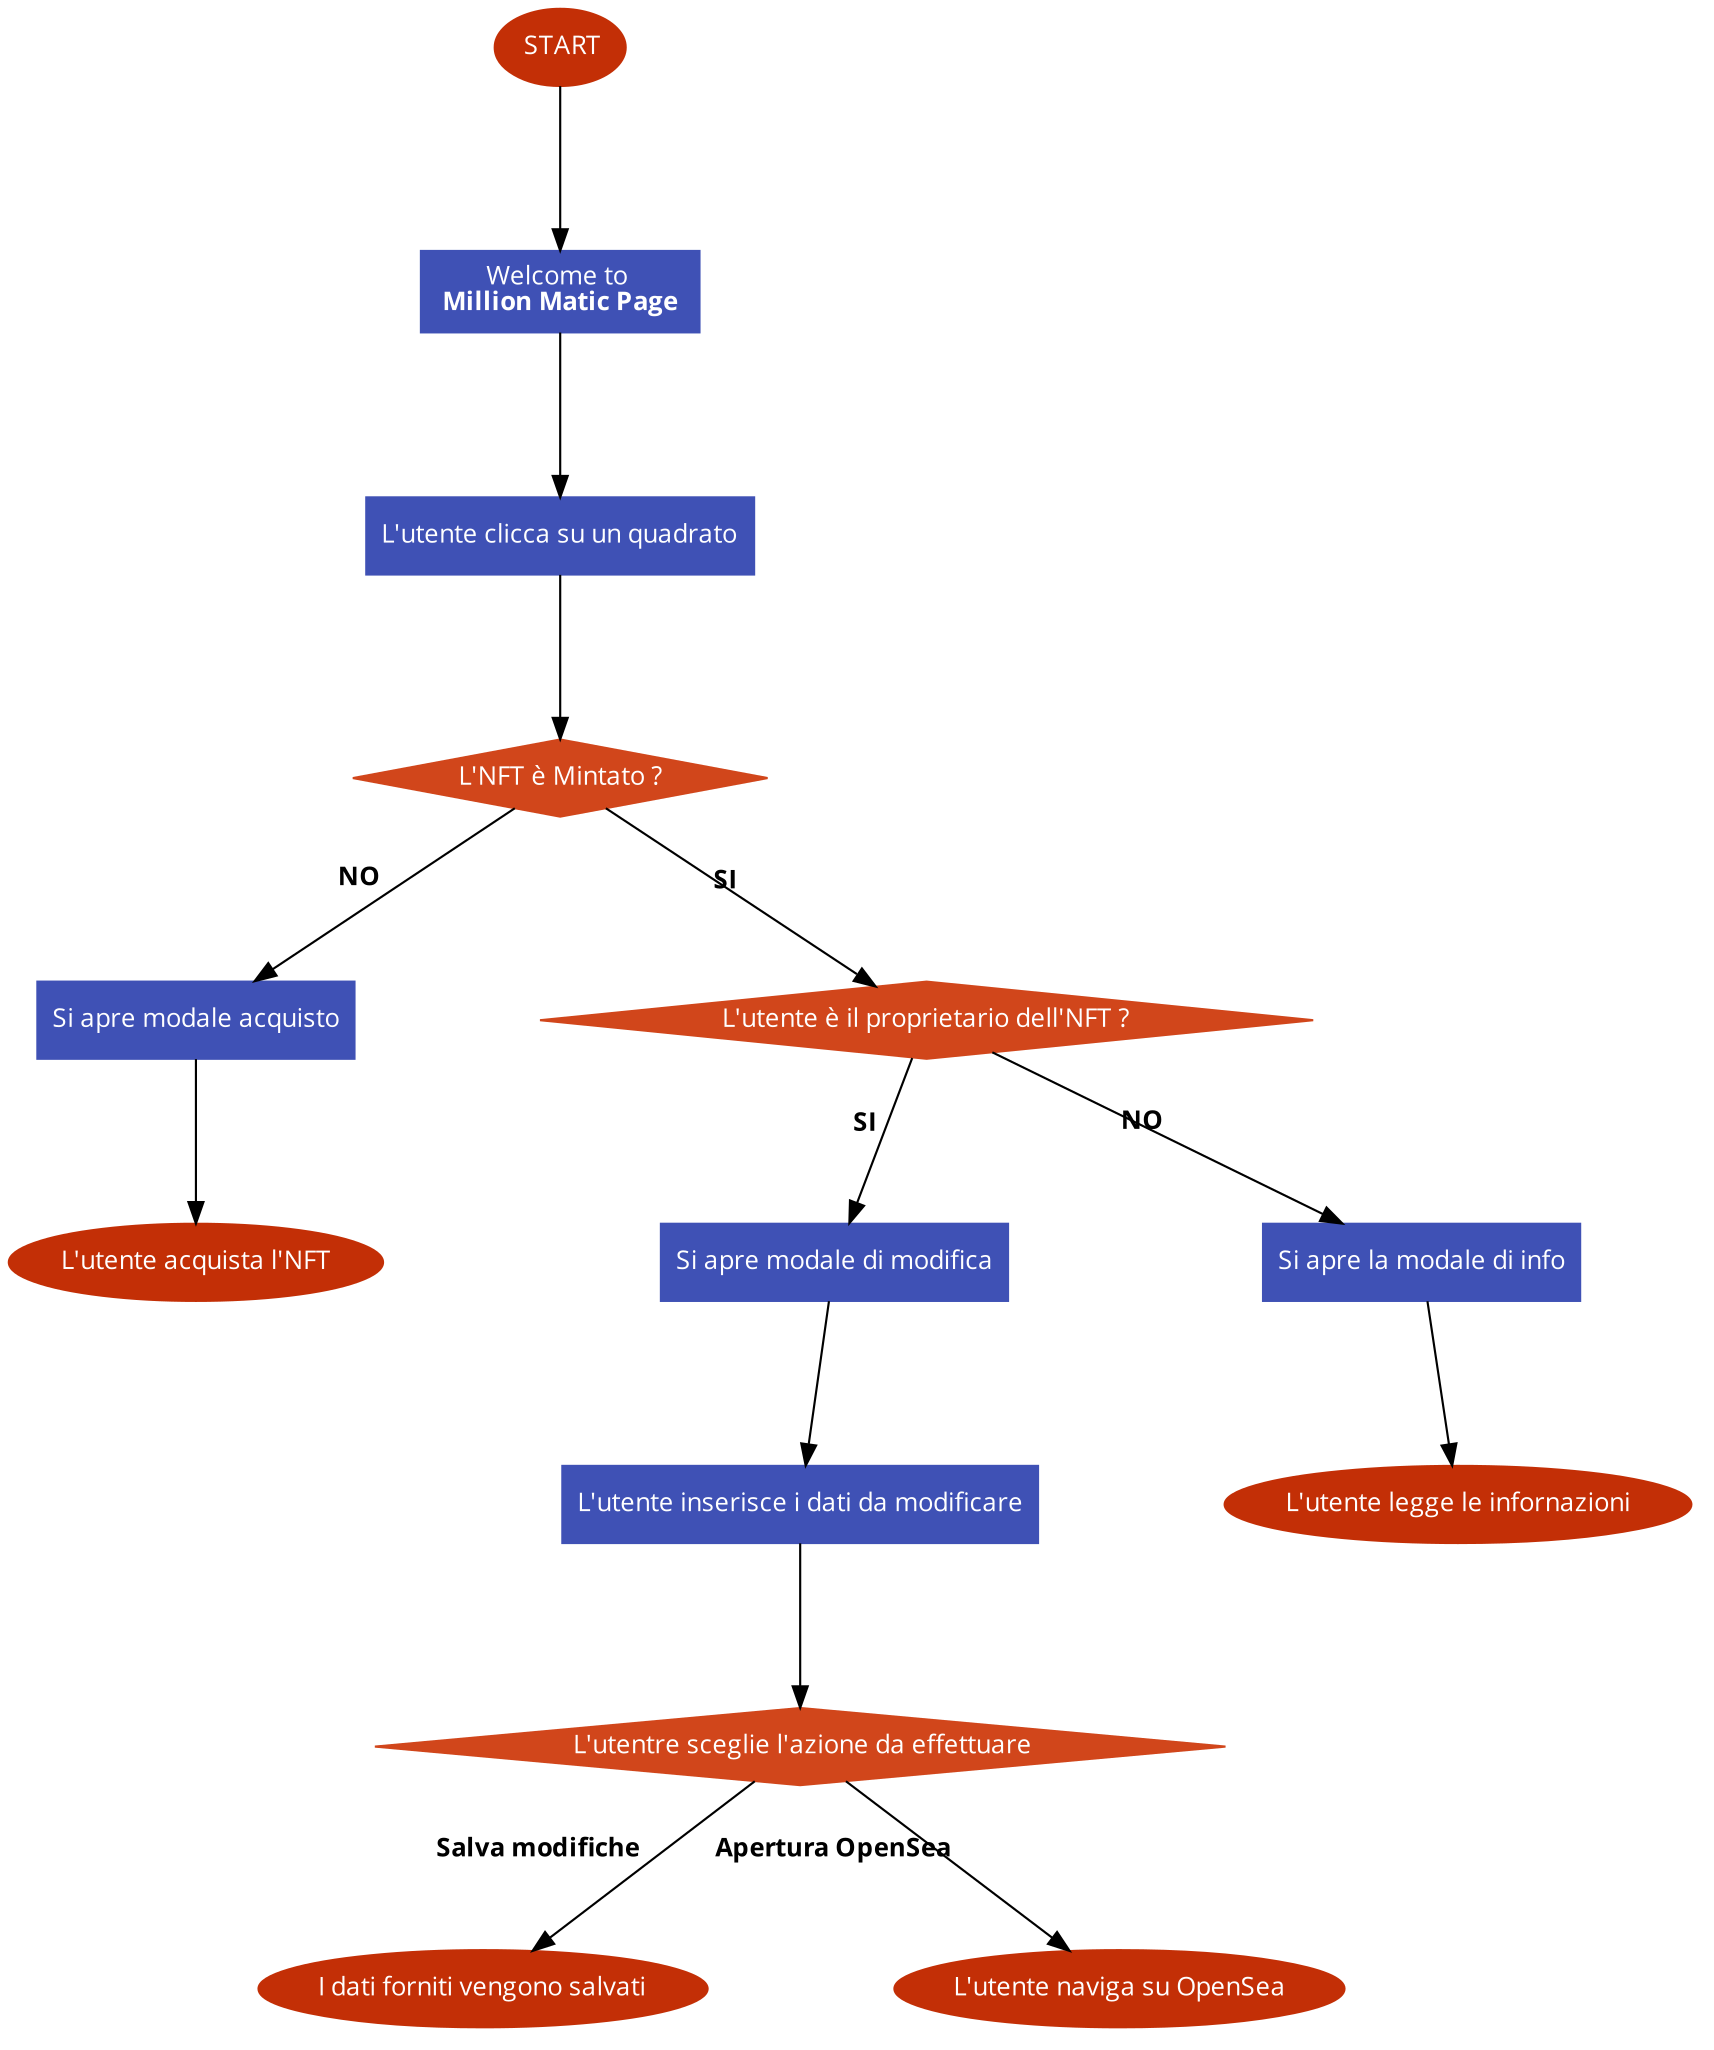 START
Welcome to
Million Matic Page
L'utente clicca su un quadrato
L'NFT è Mintato ?
NO
SI
Si apre modale acquisto
L'utente è il proprietario dell'NFT ?
SI
NO
L'utente acquista l'NFT
Si apre modale di modifica
Si apre la modale di info
L'utente inserisce i dati da modificare
L'utente legge le infornazioni
L'utentre sceglie l'azione da effettuare
Salva modifiche
Apertura OpenSea
I dati forniti vengono salvati
L'utente naviga su OpenSea